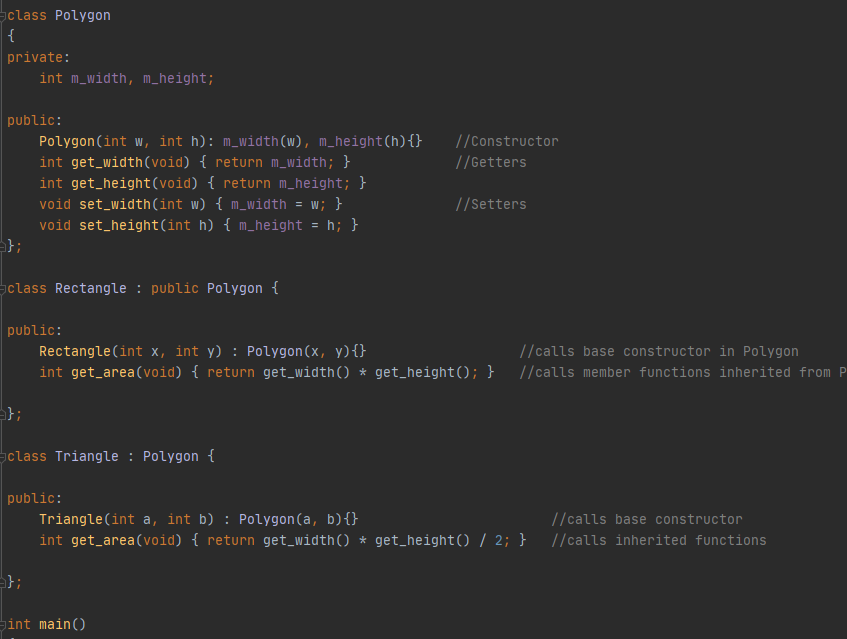 class Polygon
{
private:
    int m_width, m_height;

public:
    Polygon(int w, int h): m_width(w), m_height(h){}    //Constructor
    int get_width(void) { return m_width; }             //Getters
    int get_height(void) { return m_height; }
    void set_width(int w) { m_width = w; }              //Setters
    void set_height(int h) { m_height = h; }
};

class Rectangle : public Polygon {

public:
    Rectangle(int x, int y) : Polygon(x, y){}                   //calls base constructor in Polygon
    int get_area(void) { return get_width() * get_height(); }   //calls member functions inherited from P

};

class Triangle : Polygon {

public:
    Triangle(int a, int b) : Polygon(a, b){}                        //calls base constructor
    int get_area(void) { return get_width() * get_height() / 2; }   //calls inherited functions

};

int main()